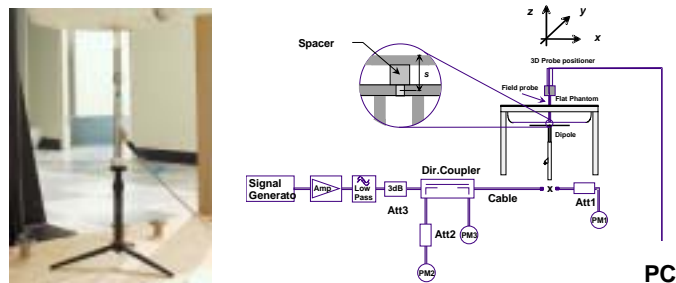 z
y
x
Spacer
s
3D Probe positioner
Field probe
Flat Phantom
Dipole
Signal
Generato
Amp
Low
Pass
3dB
Att3
Dir.Coupler
Cable
x
Att1
PM1
Att2
PM3
PM2
PC